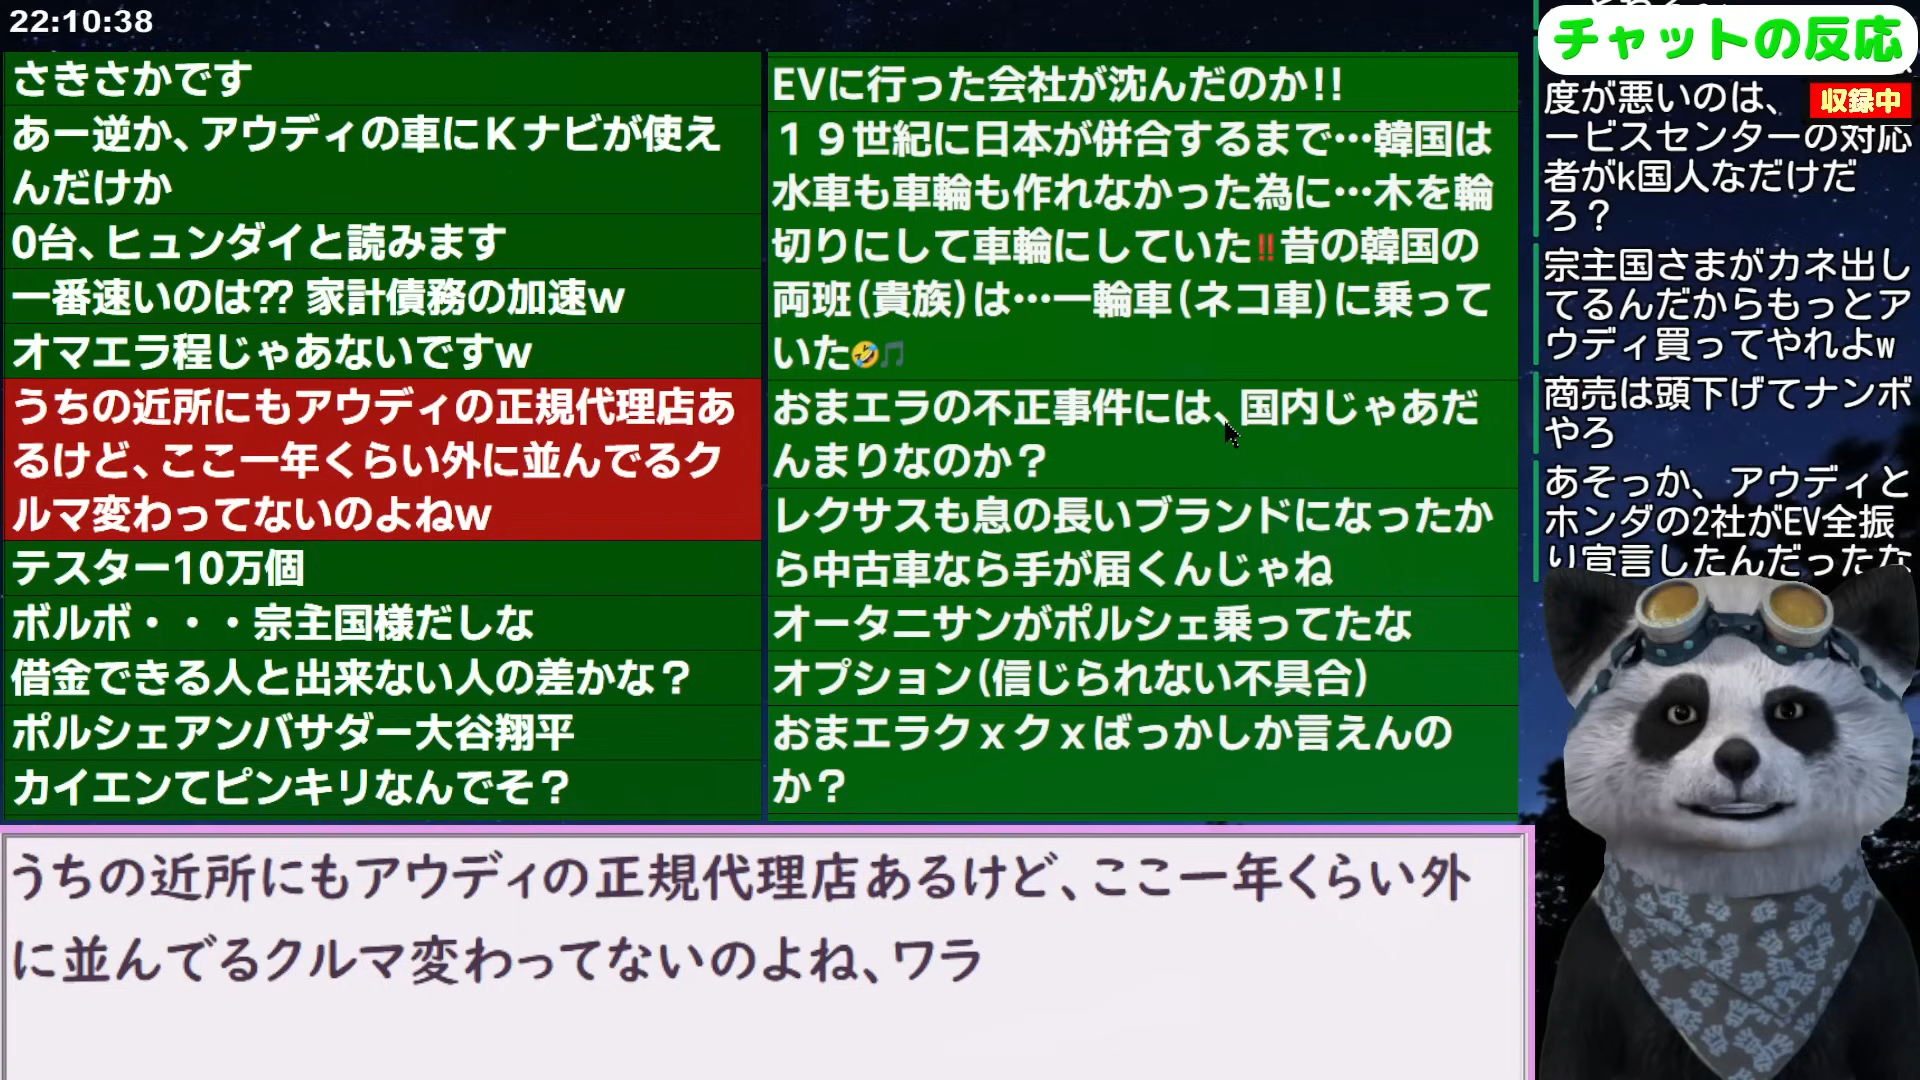 22:10:38
さきさかです
あー逆か、アウディの車にKナビが使え
んだけか
0台、ヒュンダイと読みます
一番速いのは⁇ 家計債務の加速w
オマエラ程じゃあないですw
うちの近所にもアウディの正規代理店あ
るけど、ここ一年くらい外に並んでるク
ルマ変わってないのよねw
テスター10万個
ボルボ・・・宗主国様だしな
借金できる人と出来ない人の差かな？
ポルシェアンバサダー大谷翔平
カイエンてピンキリなんでそ？
EVに行った会社が沈んだのか!!
１９世紀に日本が併合するまで…韓国は
水車も車輪も作れなかった為に…木を輪
切りにして車輪にしていた‼️昔の韓国の
両班(貴族)は…一輪車(ネコ車)に乗って
いた🤣🎵
おまエラの不正事件には、国内じゃあだ
んまりなのか？
レクサスも息の長いブランドになったか
ら中古車なら手が届くんじゃね
オータニサンがポルシェ乗ってたな
オプション(信じられない不具合)
おまエラクｘクｘばっかしか言えんの
か？
チャットの反応
収録中
度が悪いのは、
ービスセンターの対応
者がk国人なだけだ
ろ？
宗主国さまがカネ出し
てるんだからもっとア
ウディ買ってやれよw
商売は頭下げてナンボ
やろ
あそっか、アウディと
ホンダの2社がEV全振
り宣言したんだったな
うちの近所にもアウディの正規代理店あるけど、ここ一年くらい外
に並んでるクルマ変わってないのよね、ワラ